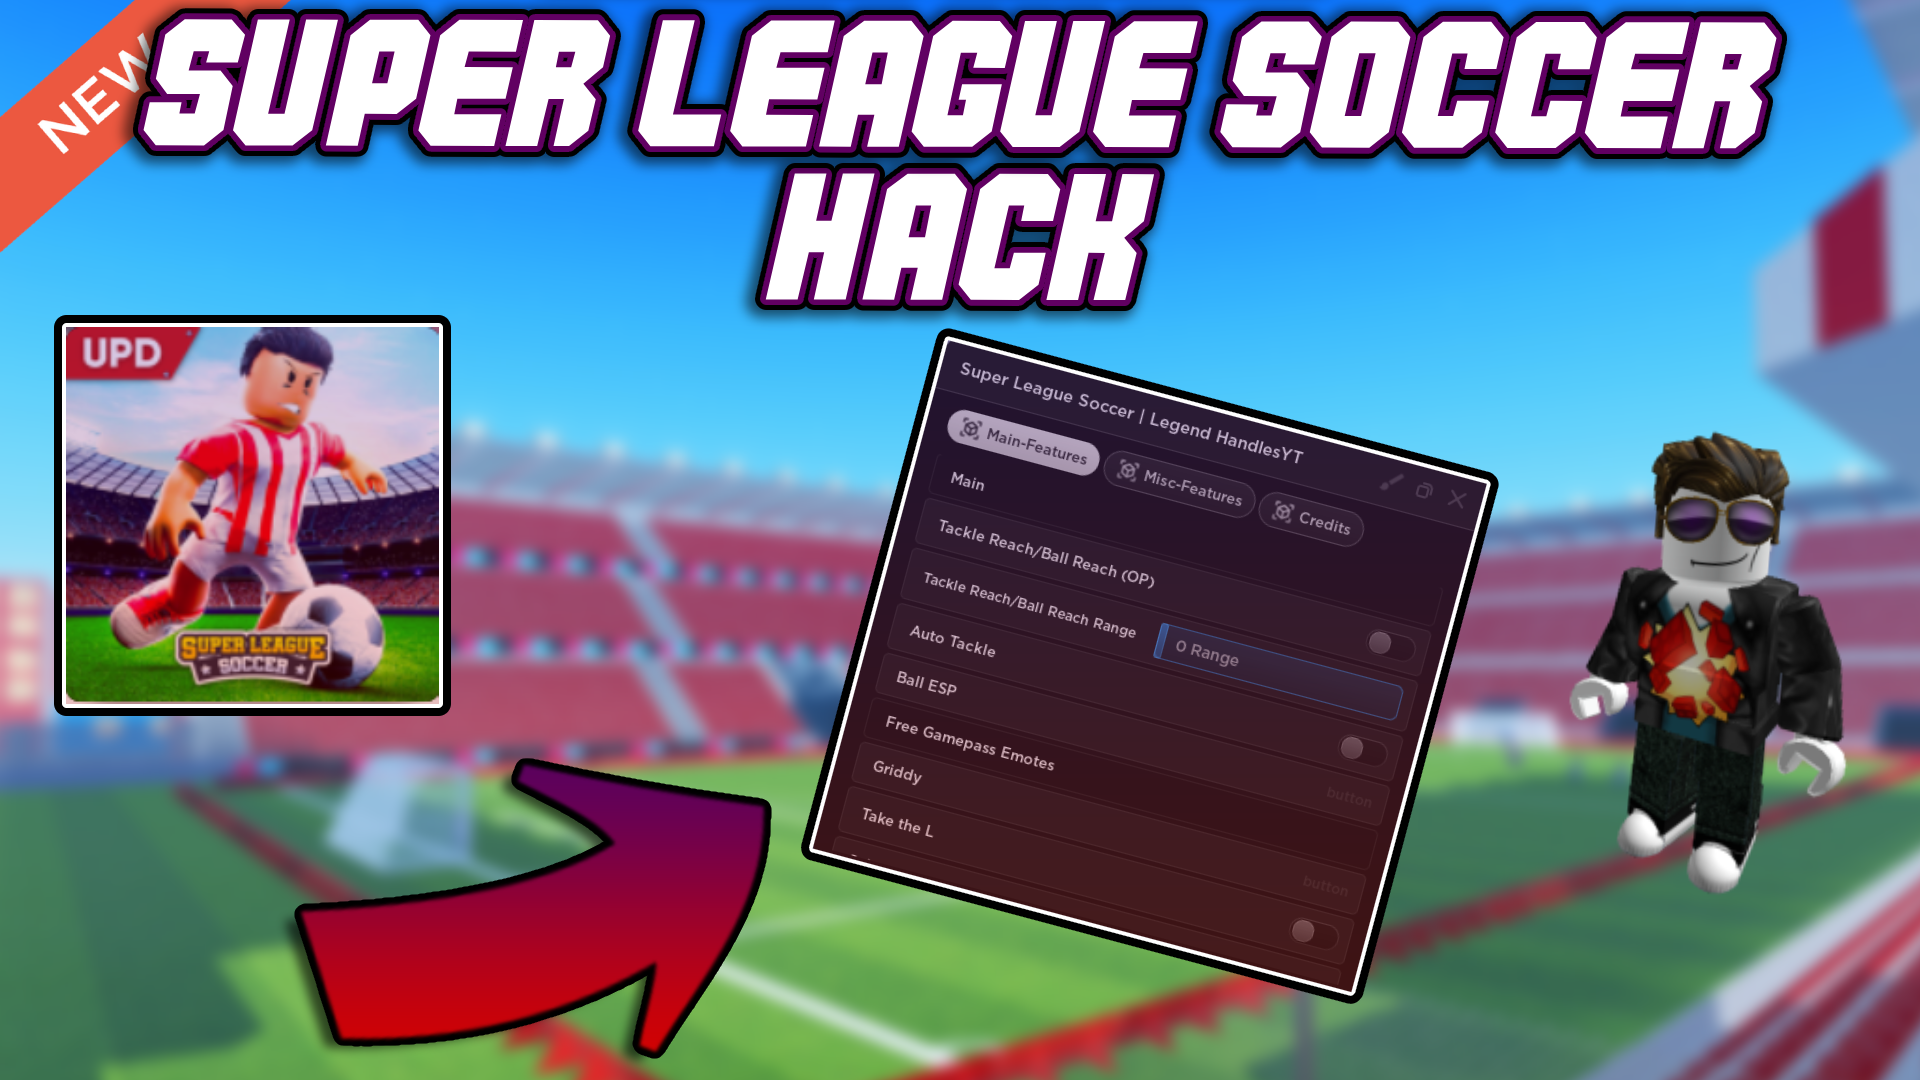 NEW
SUPER LEAGUE SOCCER
HACK
UPD
SUPER LEAGUE
SOCCER
Super League Soccer | Legend HandlesYT
Main-Features
Misc-Features
Credits
Main
Tackle Reach/Ball Reach (OP)
Tackle Reach/Ball Reach Range
0 Range
Auto Tackle
Ball ESP
button
Free Gamepass Emotes
Griddy
button
Take the L